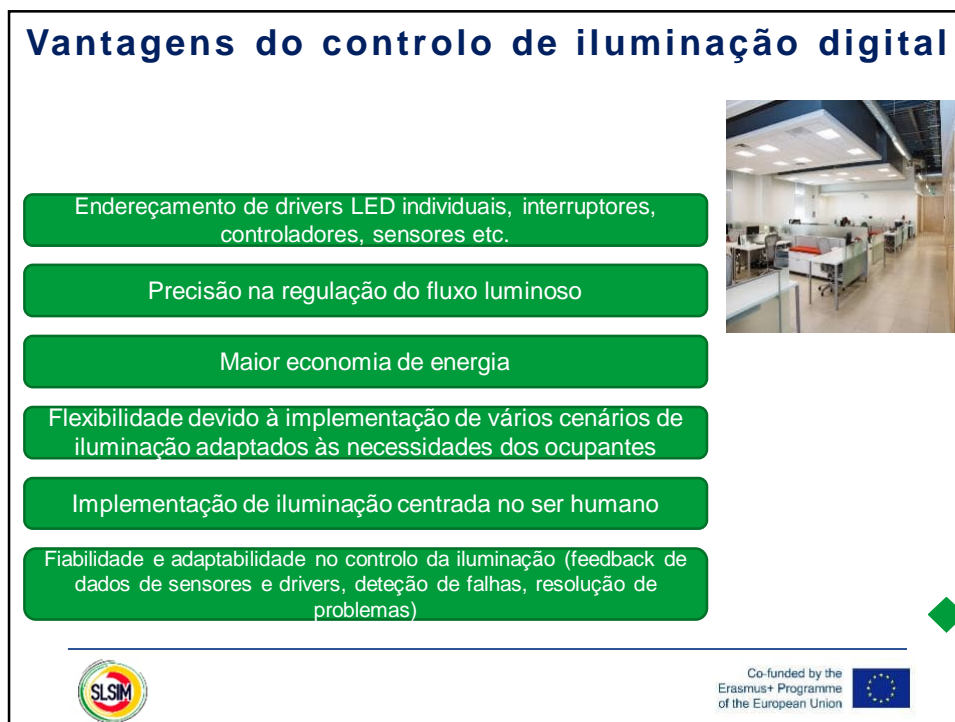 Vantagens do controlo de iluminação digital
Endereçamento de drivers LED individuais, interruptores,
controladores, sensores etc.
Precisão na regulação do fluxo luminoso
Maior economia de energia
Flexibilidade devido à implementação de vários cenários de
iluminação adaptados às necessidades dos ocupantes
Implementação de iluminação centrada no ser humano
Fiabilidade e adaptabilidade no controlo da iluminação (feedback de
dados de sensores e drivers, deteção de falhas, resolução de
problemas)
SLSIM
Co-funded by the
Erasmus+ Programme
of the European Union